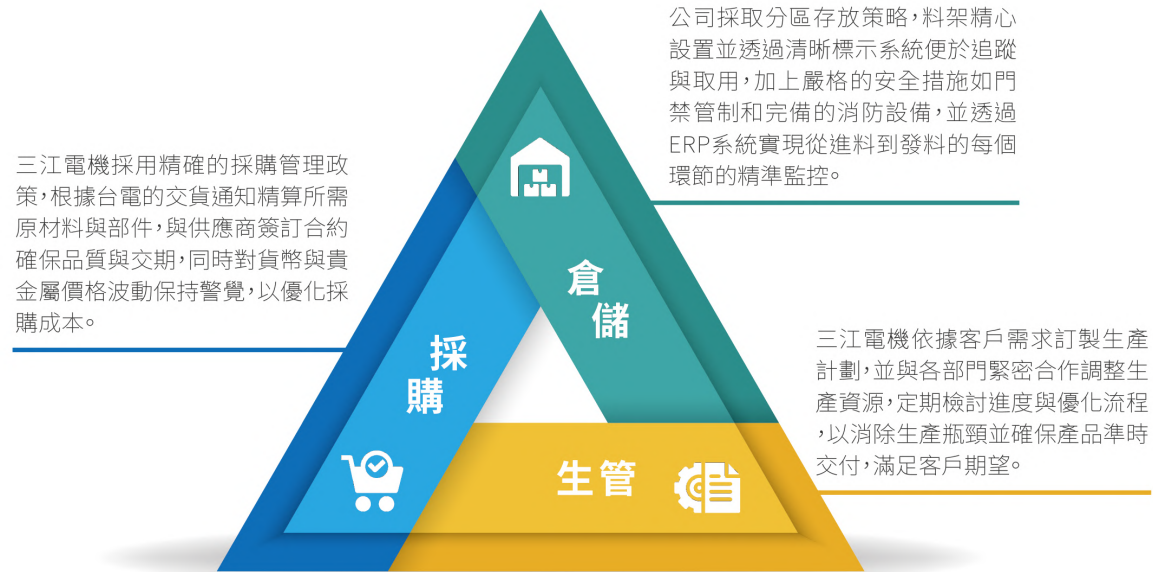 公司採取分區存放策略,料架精心
設置並透過清晰標示系統便於追蹤
與取用,加上嚴格的安全措施如門
禁管制和完備的消防設備,並透過
ERP系統實現從進料到發料的每個
環節的精準監控。
三江電機採用精確的採購管理政
策,根據台電的交貨通知精算所需
原材料與部件,與供應商簽訂合約
確保品質與交期,同時對貨幣與貴
金屬價格波動保持警覺,以優化採
購成本。
倉儲
採購
生管
三江電機依據客戶需求訂製生產
計劃,並與各部門緊密合作調整生
產資源,定期檢討進度與優化流程
,以消除生產瓶頸並確保產品準時
交付,滿足客戶期望。